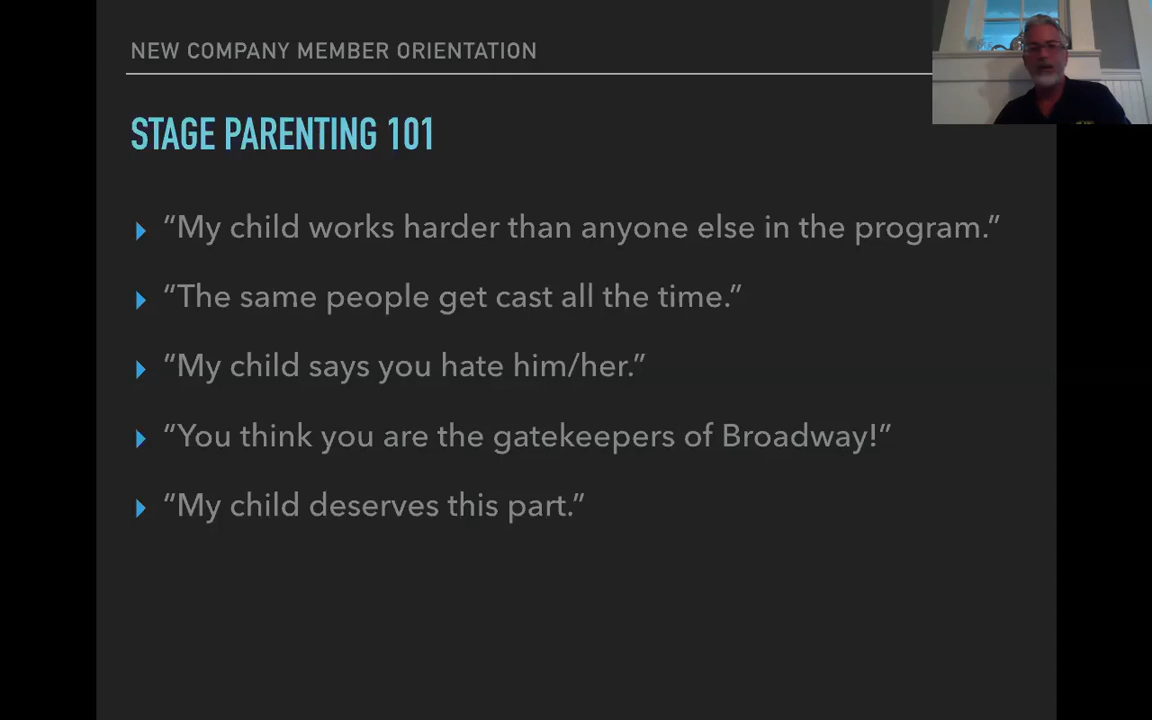 NEW COMPANY MEMBER ORIENTATION
STAGE PARENTING 101
“My child works harder than anyone else in the program.”
“The same people get cast all the time.”
“My child says you hate him/her.”
“You think you are the gatekeepers of Broadway!”
“My child deserves this part.”